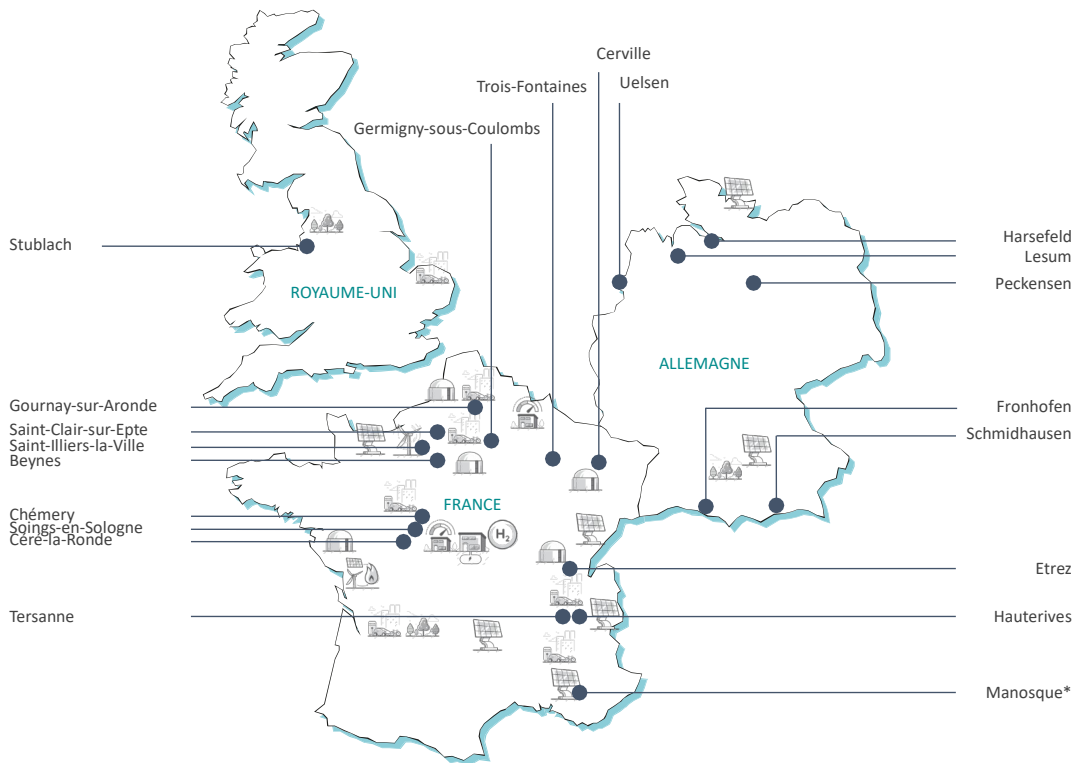 Cerville
Trois-Fontaines
Uelsen
Germigny-sous-Coulombs
Stublach
Harsefeld
Lesum
Peckensen
ROYAUME-UNI
ALLEMAGNE
Gournay-sur-Aronde
Fronhofen
Saint-Clair-sur-Epte
Schmidhausen
Saint-Illiers-la-Ville
Beynes
FRANCE
Chémery
Soings-en-Sologne
Céré-la-Ronde
H₂
Etrez
Tersanne
Hauterives
Manosque*